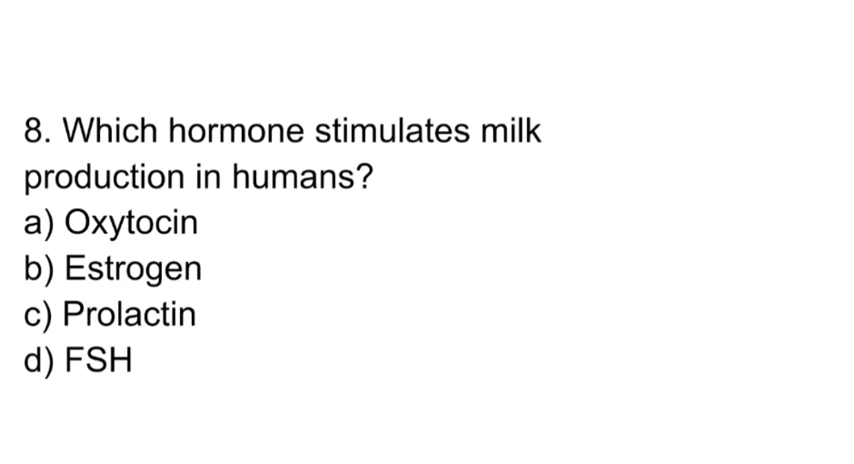 8. Which hormone stimulates milk
production in humans?
a) Oxytocin
b) Estrogen
c) Prolactin
d) FSH